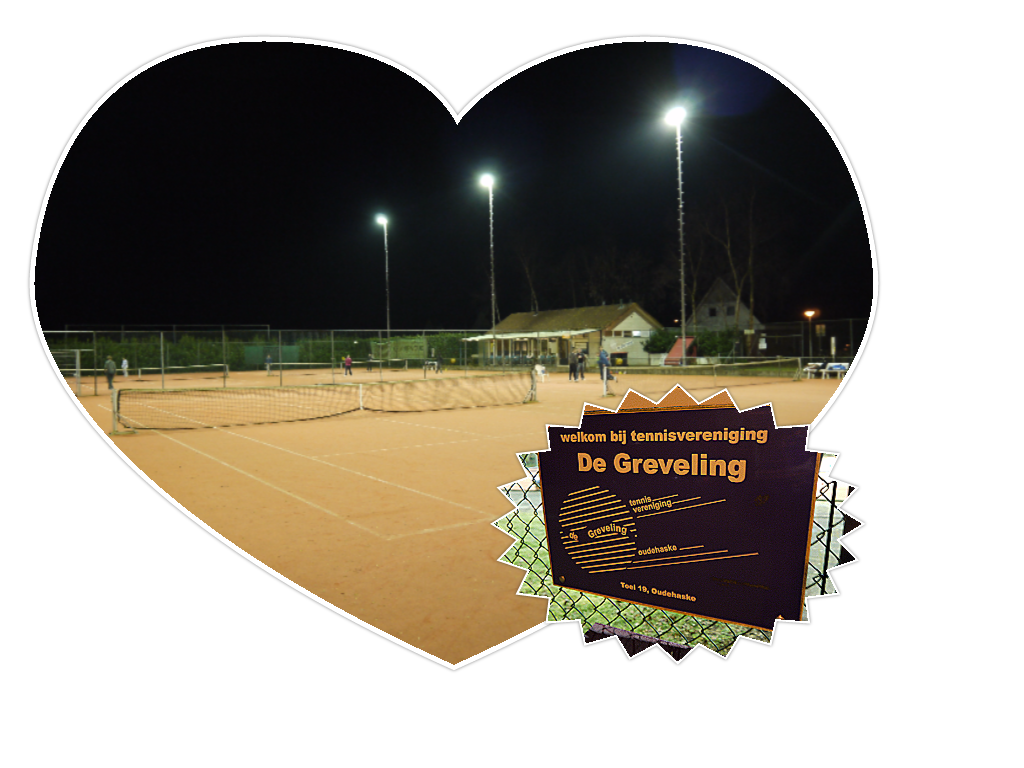 welkom bij tennisvereniging
De Greveling
tennis
vereniging
de Greveling
oudehaske
Toel 19, Oudehaske